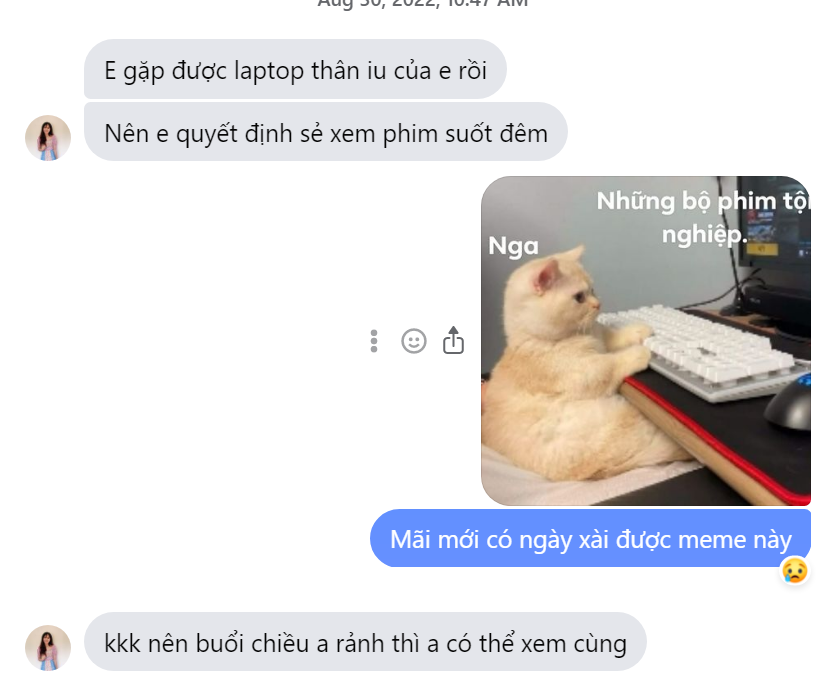 Aug 30, 2022, 10:47 AM
E gặp được laptop thân iu của e rồi
Nên e quyết định sẻ xem phim suốt đêm
Những bộ phim tội
nghiệp.
Nga
Mãi mới có ngày xài được meme này
kkk nên buổi chiều a rảnh thì a có thể xem cùng